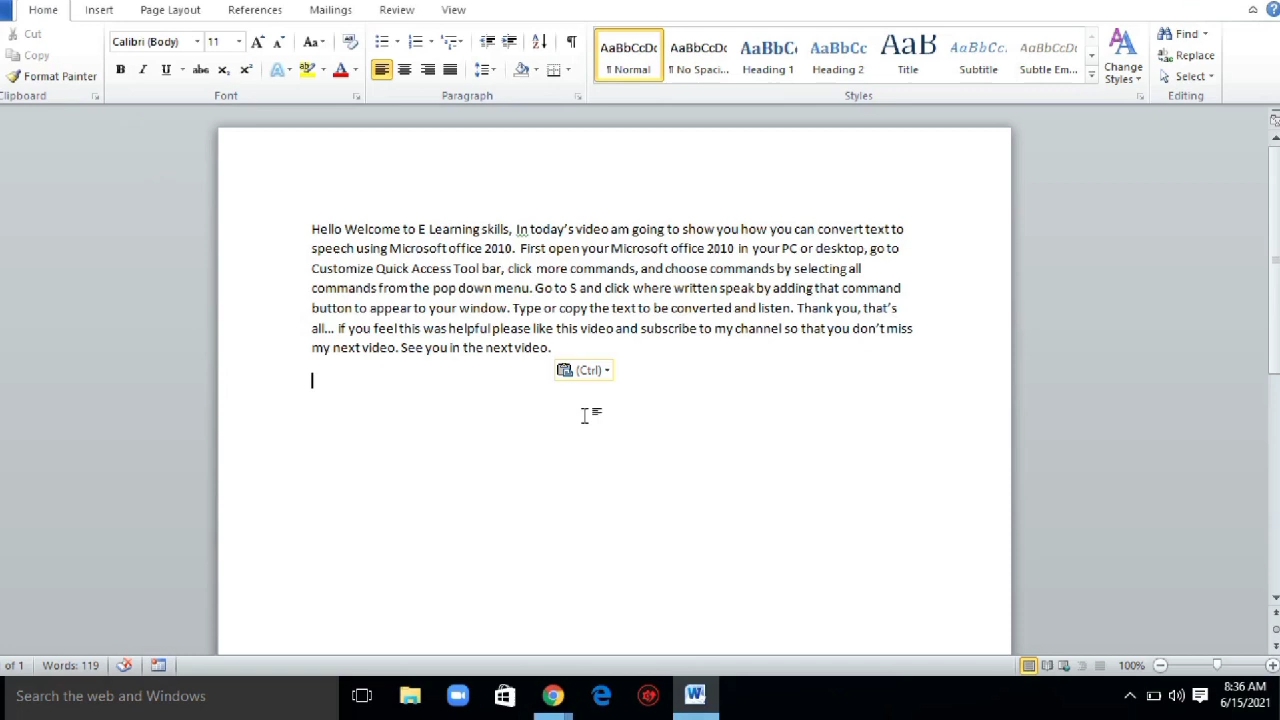 Home Insert Page Layout References Mailings Review View
Cut
Copy
Format Painter
Clipboard
Calibri (Body) 11
Font
Paragraph
AaBbCcDc AaBbCcDc AaBbC AaBbCc AaB AaBbCc. AaBbCcDc
¶ Normal ¶ No Spaci... Heading 1 Heading 2 Title Subtitle Subtle Em...
Change
Styles
Styles
Find
Replace
Select
Editing
Hello Welcome to E Learning skills, In today’s video am going to show you how you can convert text to
speech using Microsoft office 2010. First open your Microsoft office 2010 in your PC or desktop, go to
Customize Quick Access Tool bar, click more commands, and choose commands by selecting all
commands from the pop down menu. Go to S and click where written speak by adding that command
button to appear to your window. Type or copy the text to be converted and listen. Thank you, that’s
all... if you feel this was helpful please like this video and subscribe to my channel so that you don’t miss
my next video. See you in the next video.
(Ctrl)
of 1 Words: 119 100%
Search the web and Windows
8:36 AM
6/15/2021